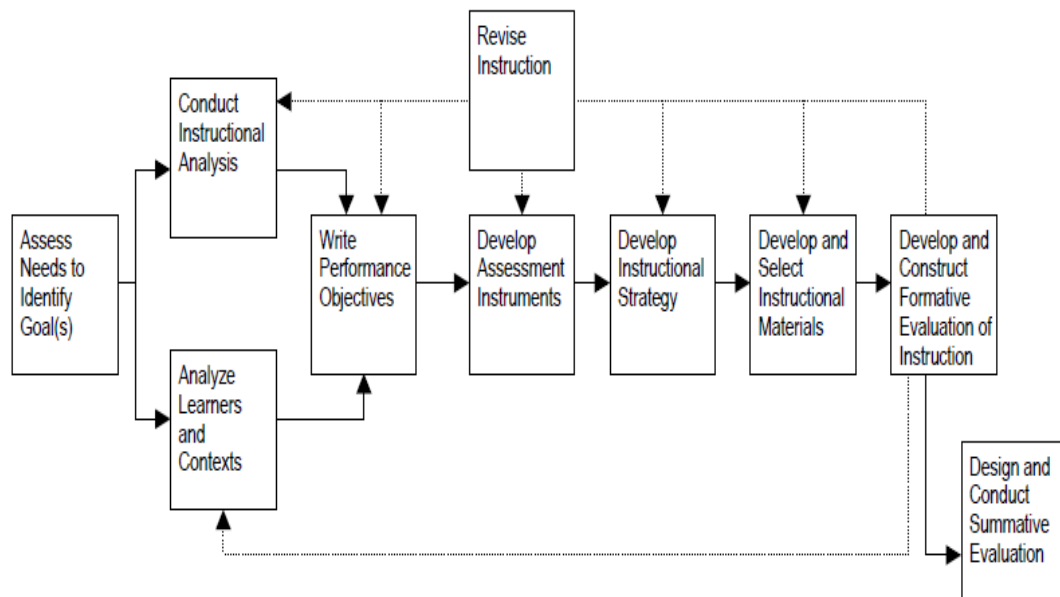 Revise
Instruction
Conduct
Instructional
Analysis
Assess
Needs to
Identify
Goal(s)
Write
Performance
Objectives
Develop
Assessment
Instruments
Develop
Instructional
Strategy
Develop and
Select
Instructional
Materials
Develop and
Construct
Formative
Evaluation of
Instruction
Analyze
Learners
and
Contexts
Design and
Conduct
Summative
Evaluation